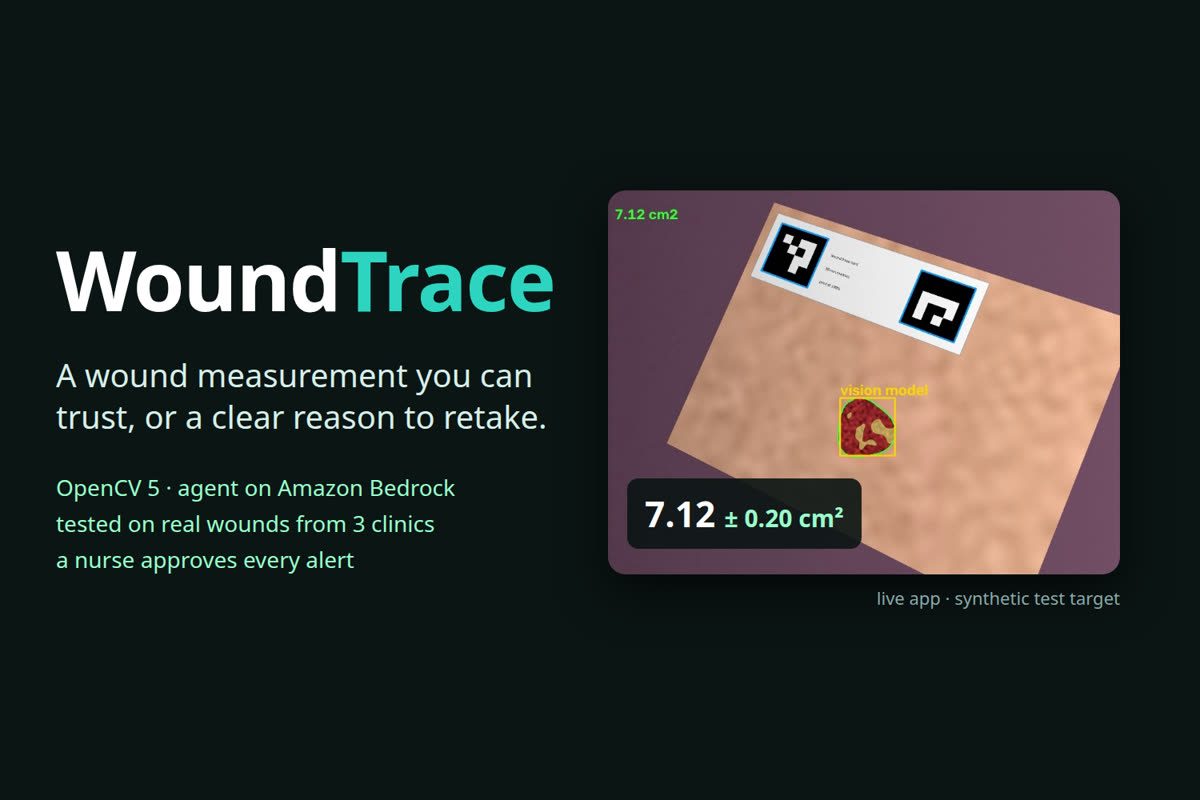 WoundTrace
A wound measurement you can
trust, or a clear reason to retake.
OpenCV 5 · agent on Amazon Bedrock
tested on real wounds from 3 clinics
a nurse approves every alert
7.12 cm2
vision model
7.12 ± 0.20 cm²
live app · synthetic test target